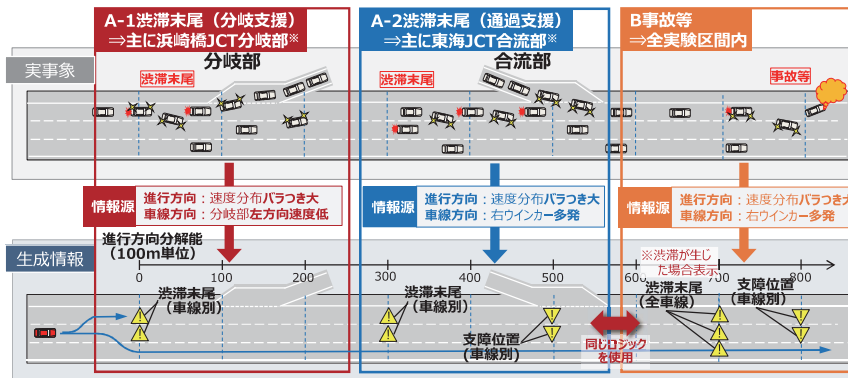 A-1渋滞末尾（分岐支援）
⇒主に浜崎橋JCT分岐部※
A-2渋滞末尾（通過支援）
⇒主に東海JCT合流部※
B事故等
⇒全実験区間内
実事象
分岐部
合流部
渋滞末尾
渋滞末尾
事故等
情報源
進行方向：速度分布バラつき大
車線方向：分岐部左方向速度低
情報源
進行方向：速度分布バラつき大
車線方向：右ウインカー多発
情報源
進行方向：速度分布バラつき大
車線方向：右ウインカー多発
生成情報
進行方向分解能
（100m単位）
※渋滞が生じ
た場合表示
0
100
200
300
400
500
600
700
800
渋滞末尾
（車線別）
渋滞末尾
（車線別）
渋滞末尾
（全車線）
支障位置
（車線別）
支障位置
（車線別）
同じロジック
を使用